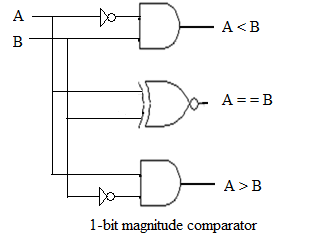 A
B
A < B
A = = B
A > B
1-bit magnitude comparator